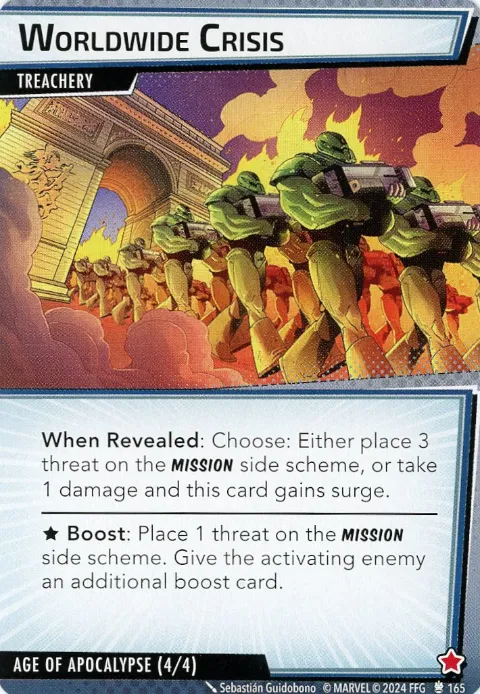 WORLDWIDE CRISIS
TREACHERY
When Revealed: Choose: Either place 3
threat on the MISSION side scheme, or take
1 damage and this card gains surge.
★ Boost: Place 1 threat on the MISSION
side scheme. Give the activating enemy
an additional boost card.
AGE OF APOCALYPSE (4/4)
Sebastián Guidobono © MARVEL © 2024 FFG 165